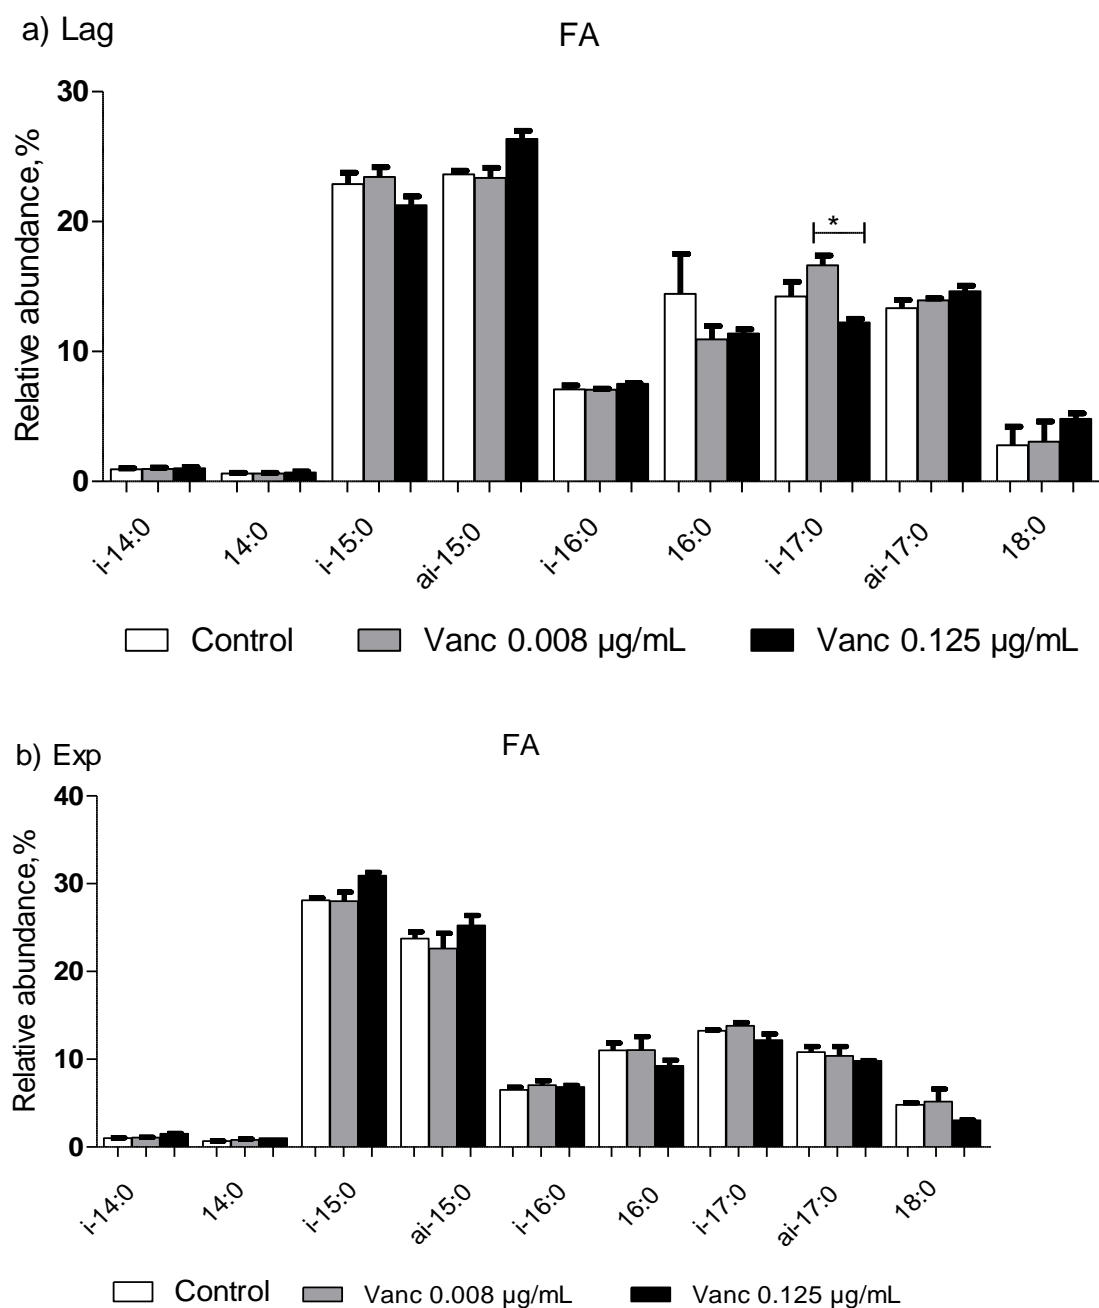 a) Lag
FA
Relative abundance,%
30
20
10
0
*
i-14:0
14:0
i-15:0
ai-15:0
i-16:0
16:0
i-17:0
ai-17:0
18:0
Control
Vanc 0.008 µg/mL
Vanc 0.125 µg/mL
b) Exp
FA
Relative abundance,%
40
30
20
10
0
i-14:0
14:0
i-15:0
ai-15:0
i-16:0
16:0
i-17:0
ai-17:0
18:0
Control
Vanc 0.008 µg/mL
Vanc 0.125 µg/mL